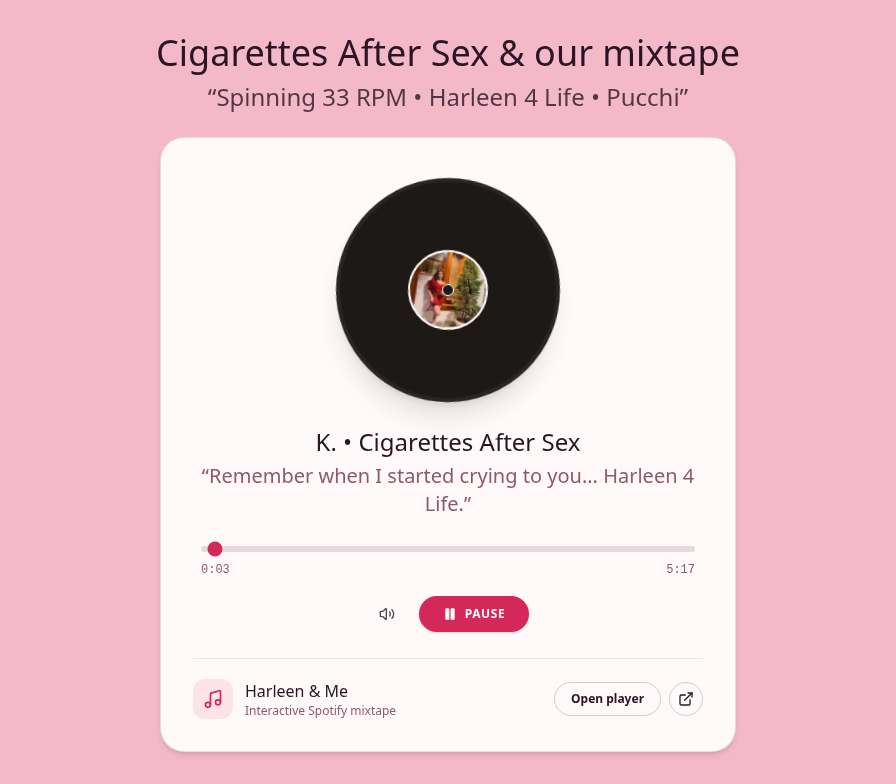 Cigarettes After Sex & our mixtape
“Spinning 33 RPM • Harleen 4 Life • Pucchi”
K. • Cigarettes After Sex
“Remember when I started crying to you... Harleen 4
Life.”
0:03
5:17
PAUSE
Harleen & Me
Interactive Spotify mixtape
Open player